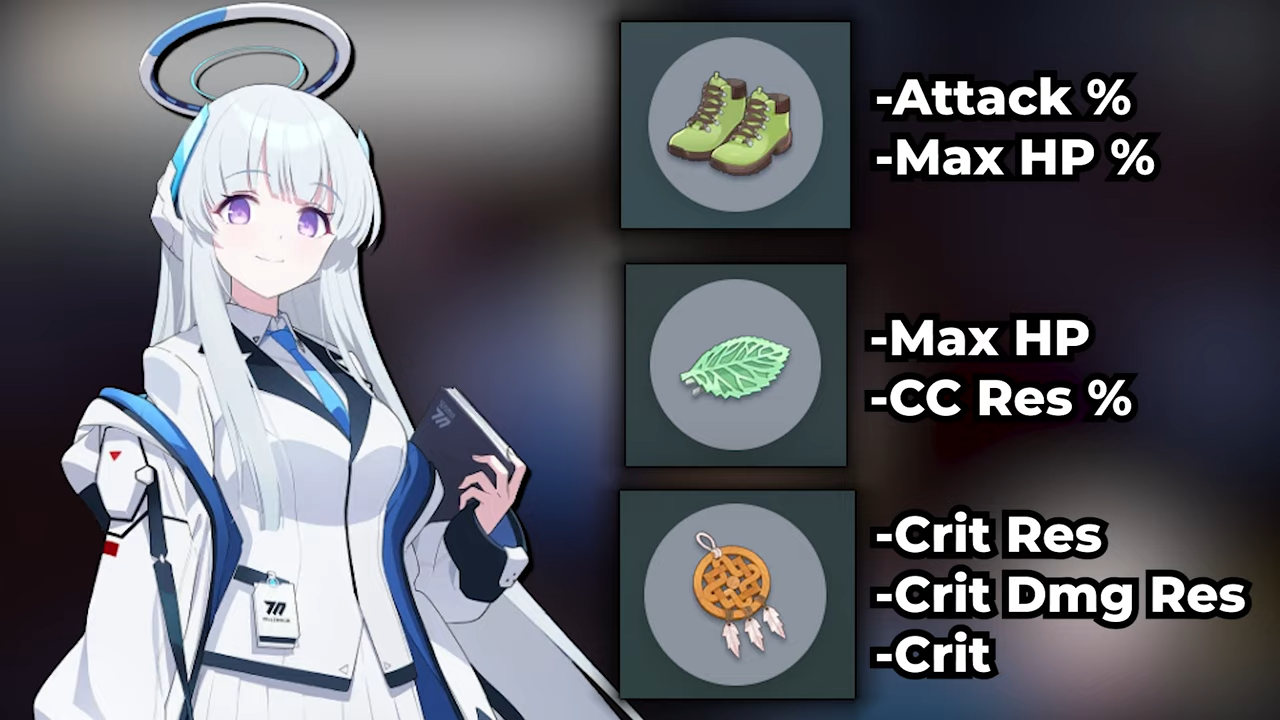 -Attack %
-Max HP %
-Max HP
-CC Res %
-Crit Res
-Crit Dmg Res
-Crit